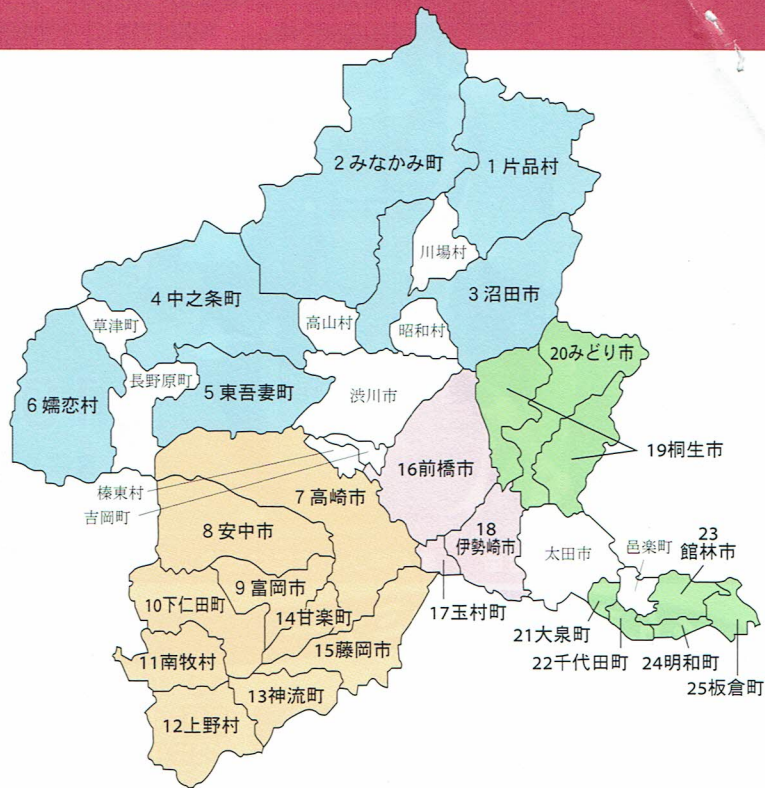 2みなかみ町
1片品村
川場村
4中之条町
3沼田市
草津町
高山村
昭和村
20みどり市
長野原町
5東吾妻町
渋川市
6嬬恋村
19桐生市
16前橋市
榛東村
7高崎市
吉岡町
8安中市
18
伊勢崎市
太田市
邑楽町
23
館林市
9富岡市
10下仁田町
14甘楽町
17玉村町
21大泉町
15藤岡市
22千代田町
24明和町
11南牧村
25板倉町
13神流町
12上野村